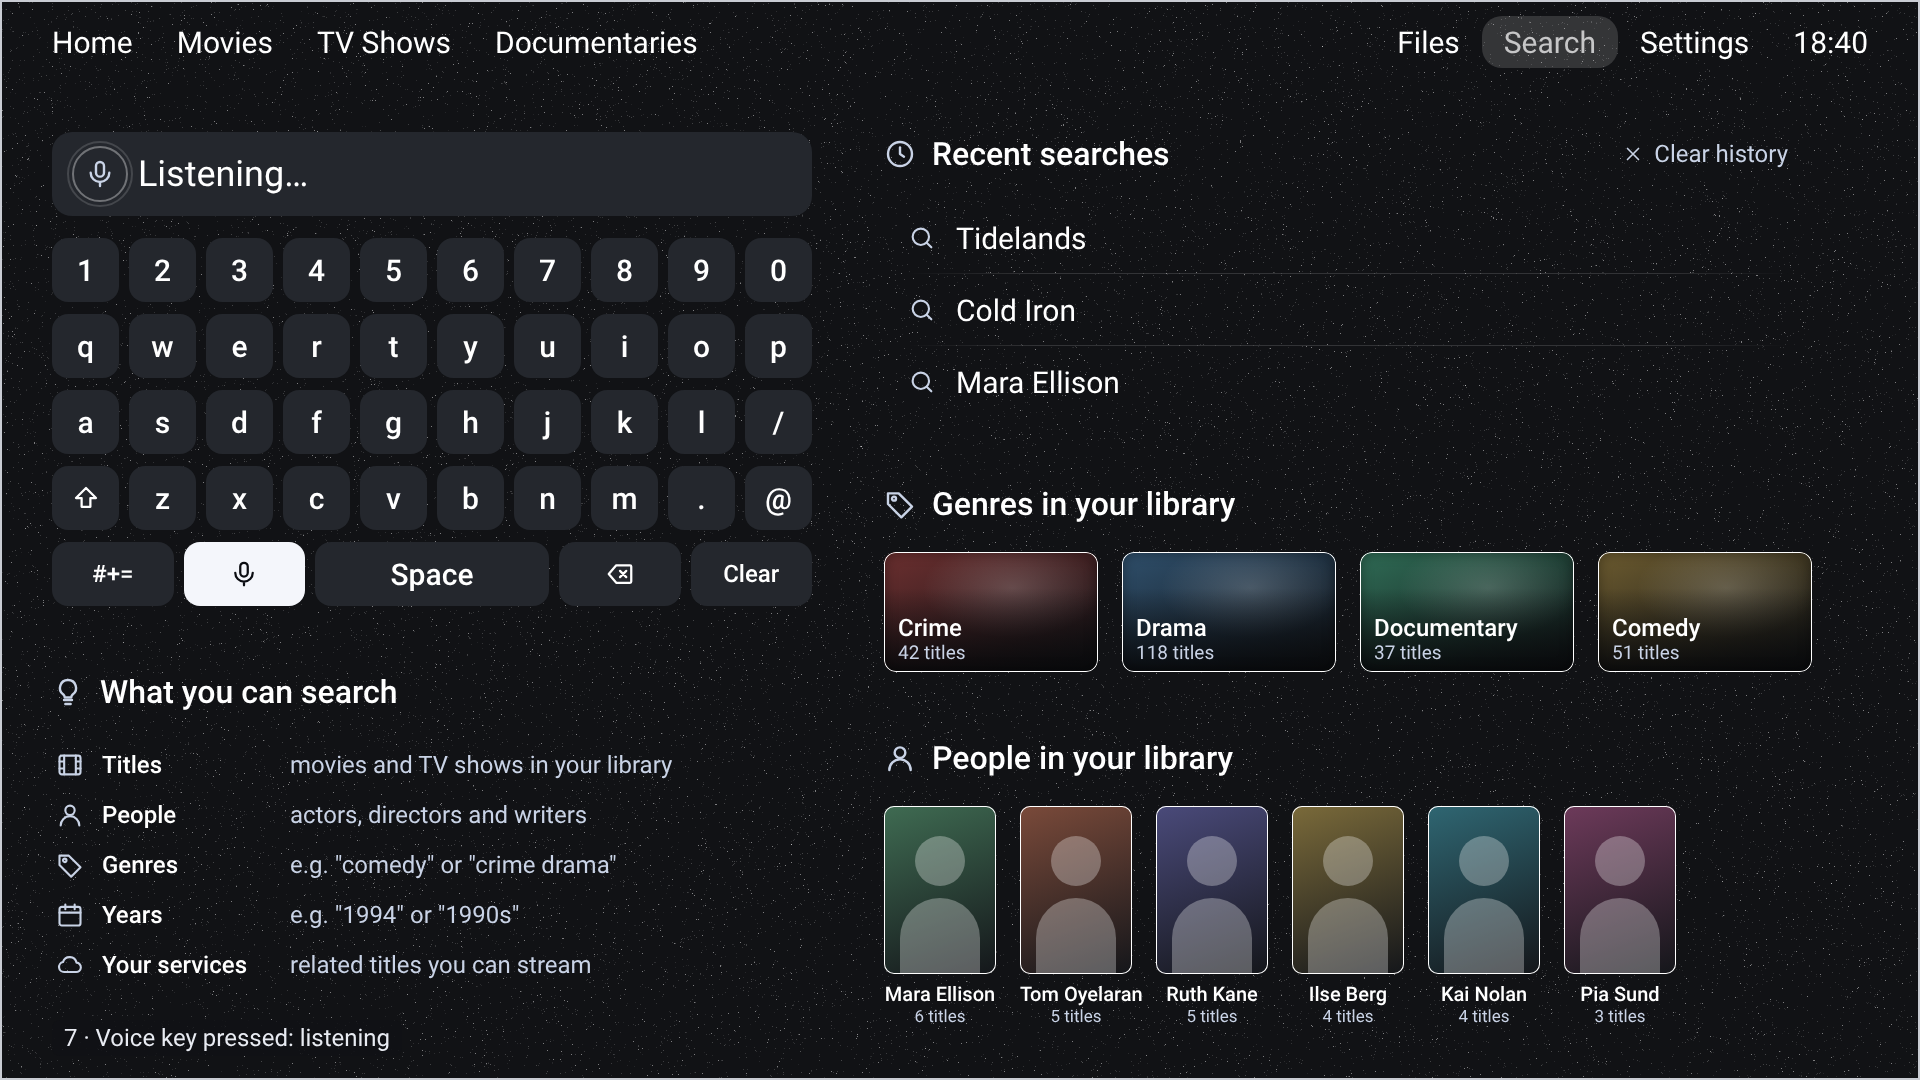 Home Movies TV Shows Documentaries Files Search Settings 18:40
Listening...
1 2 3 4 5 6 7 8 9 0
q w e r t y u i o p
a s d f g h j k l /
z x c v b n m . @
#+= Space Clear
What you can search
Titles movies and TV shows in your library
People actors, directors and writers
Genres e.g. "comedy" or "crime drama"
Years e.g. "1994" or "1990s"
Your services related titles you can stream
7 · Voice key pressed: listening
Recent searches Clear history
Tidelands
Cold Iron
Mara Ellison
Genres in your library
Crime Drama Documentary Comedy
42 titles 118 titles 37 titles 51 titles
People in your library
Mara Ellison Tom Oyelaran Ruth Kane Ilse Berg Kai Nolan Pia Sund
6 titles 5 titles 5 titles 4 titles 4 titles 3 titles